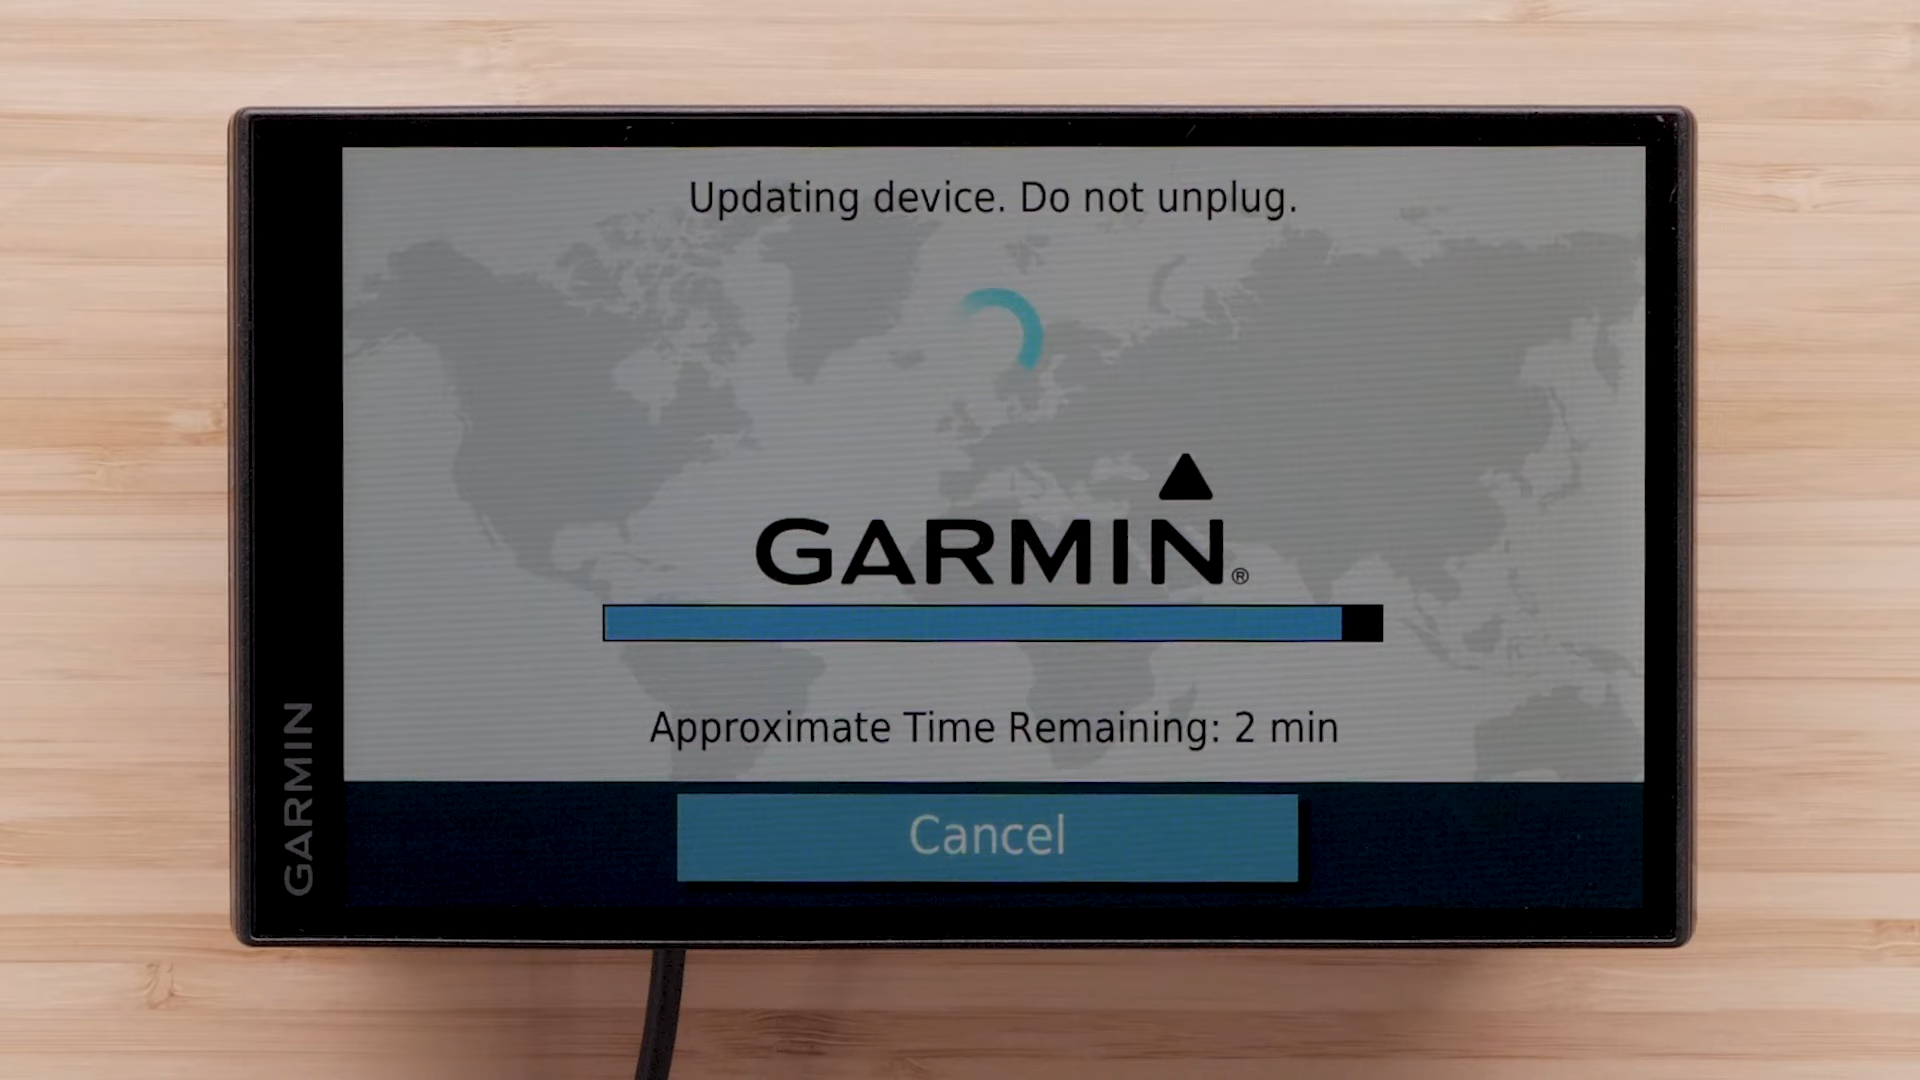 Updating device. Do not unplug.
GARMIN®
Approximate Time Remaining: 2 min
Cancel
GARMIN